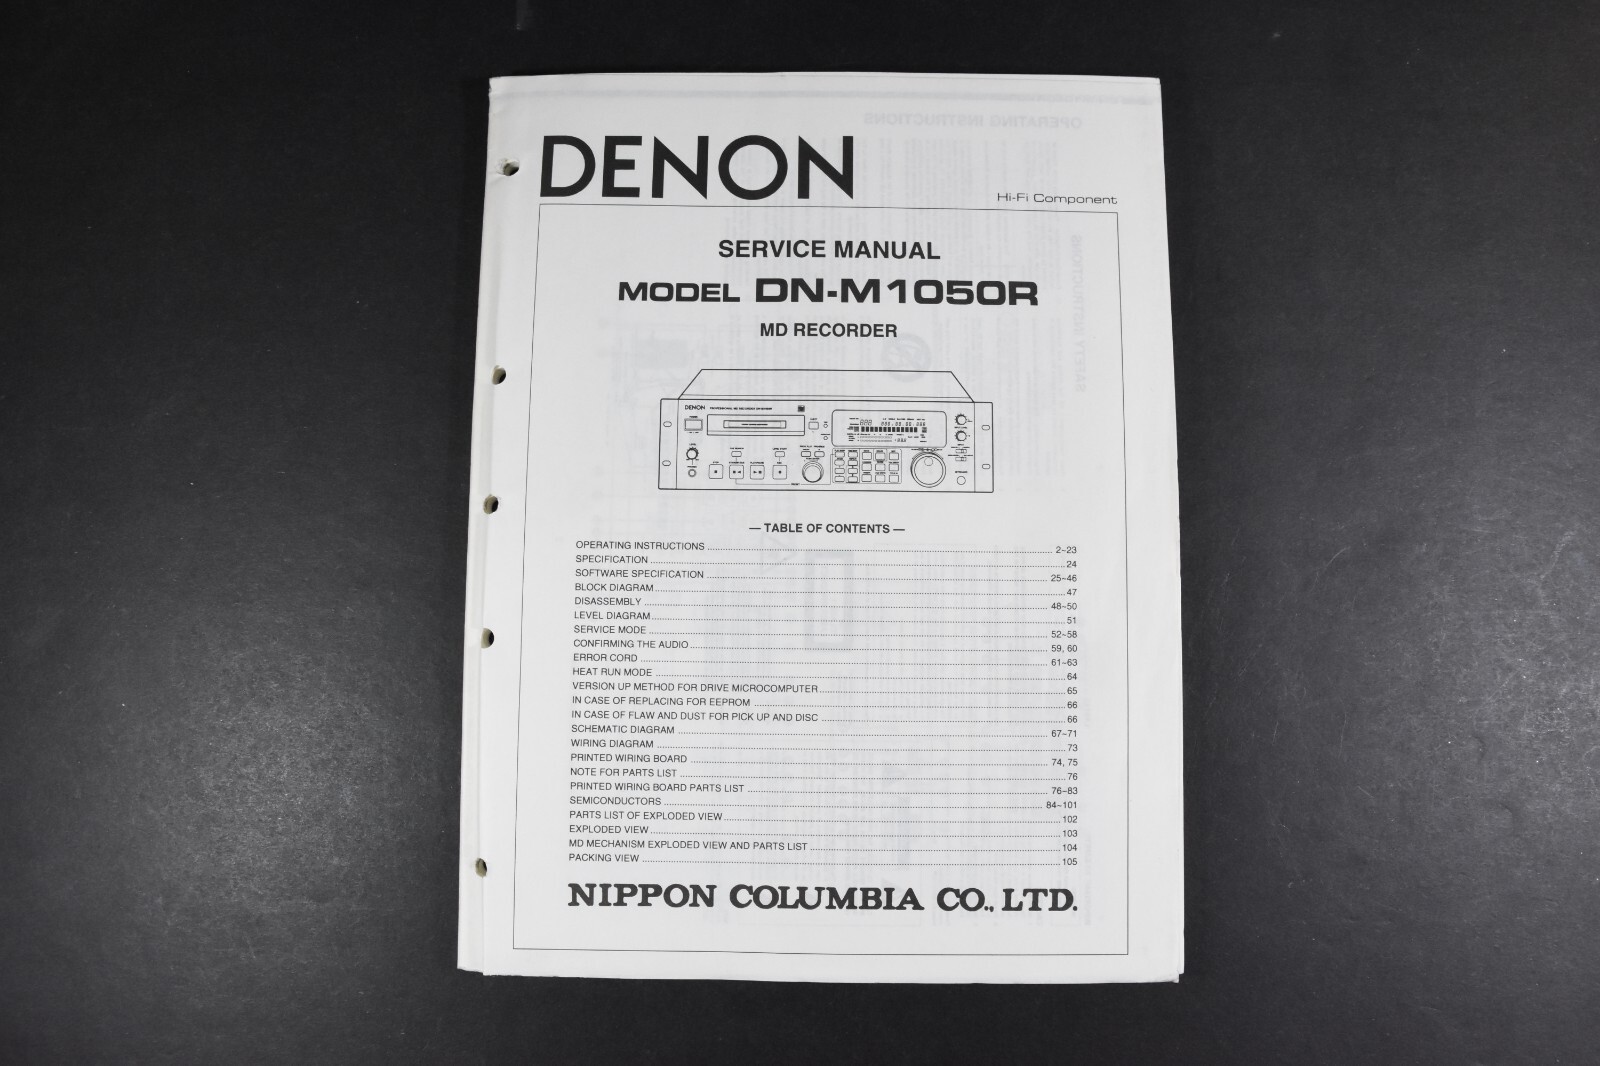 DENON
Hi-Fi Component
SERVICE MANUAL
MODEL DN-M1050R
MD RECORDER
DENON
— TABLE OF CONTENTS —
OPERATING INSTRUCTIONS 2~23
SPECIFICATION 24
SOFTWARE SPECIFICATION 25~46
BLOCK DIAGRAM 47
DISASSEMBLY 48~50
LEVEL DIAGRAM 51
SERVICE MODE 52~58
CONFIRMING THE AUDIO 59, 60
ERROR CORD 61~63
HEAT RUN MODE 64
VERSION UP METHOD FOR DRIVE MICROCOMPUTER 65
IN CASE OF REPLACING FOR EEPROM 66
IN CASE OF FLAW AND DUST FOR PICK UP AND DISC 66
SCHEMATIC DIAGRAM 67~71
WIRING DIAGRAM 73
PRINTED WIRING BOARD 74, 75
NOTE FOR PARTS LIST 76
PRINTED WIRING BOARD PARTS LIST 76~83
SEMICONDUCTORS 84~101
PARTS LIST OF EXPLODED VIEW 102
EXPLODED VIEW 103
MD MECHANISM EXPLODED VIEW AND PARTS LIST 104
PACKING VIEW 105
NIPPON COLUMBIA CO., LTD.